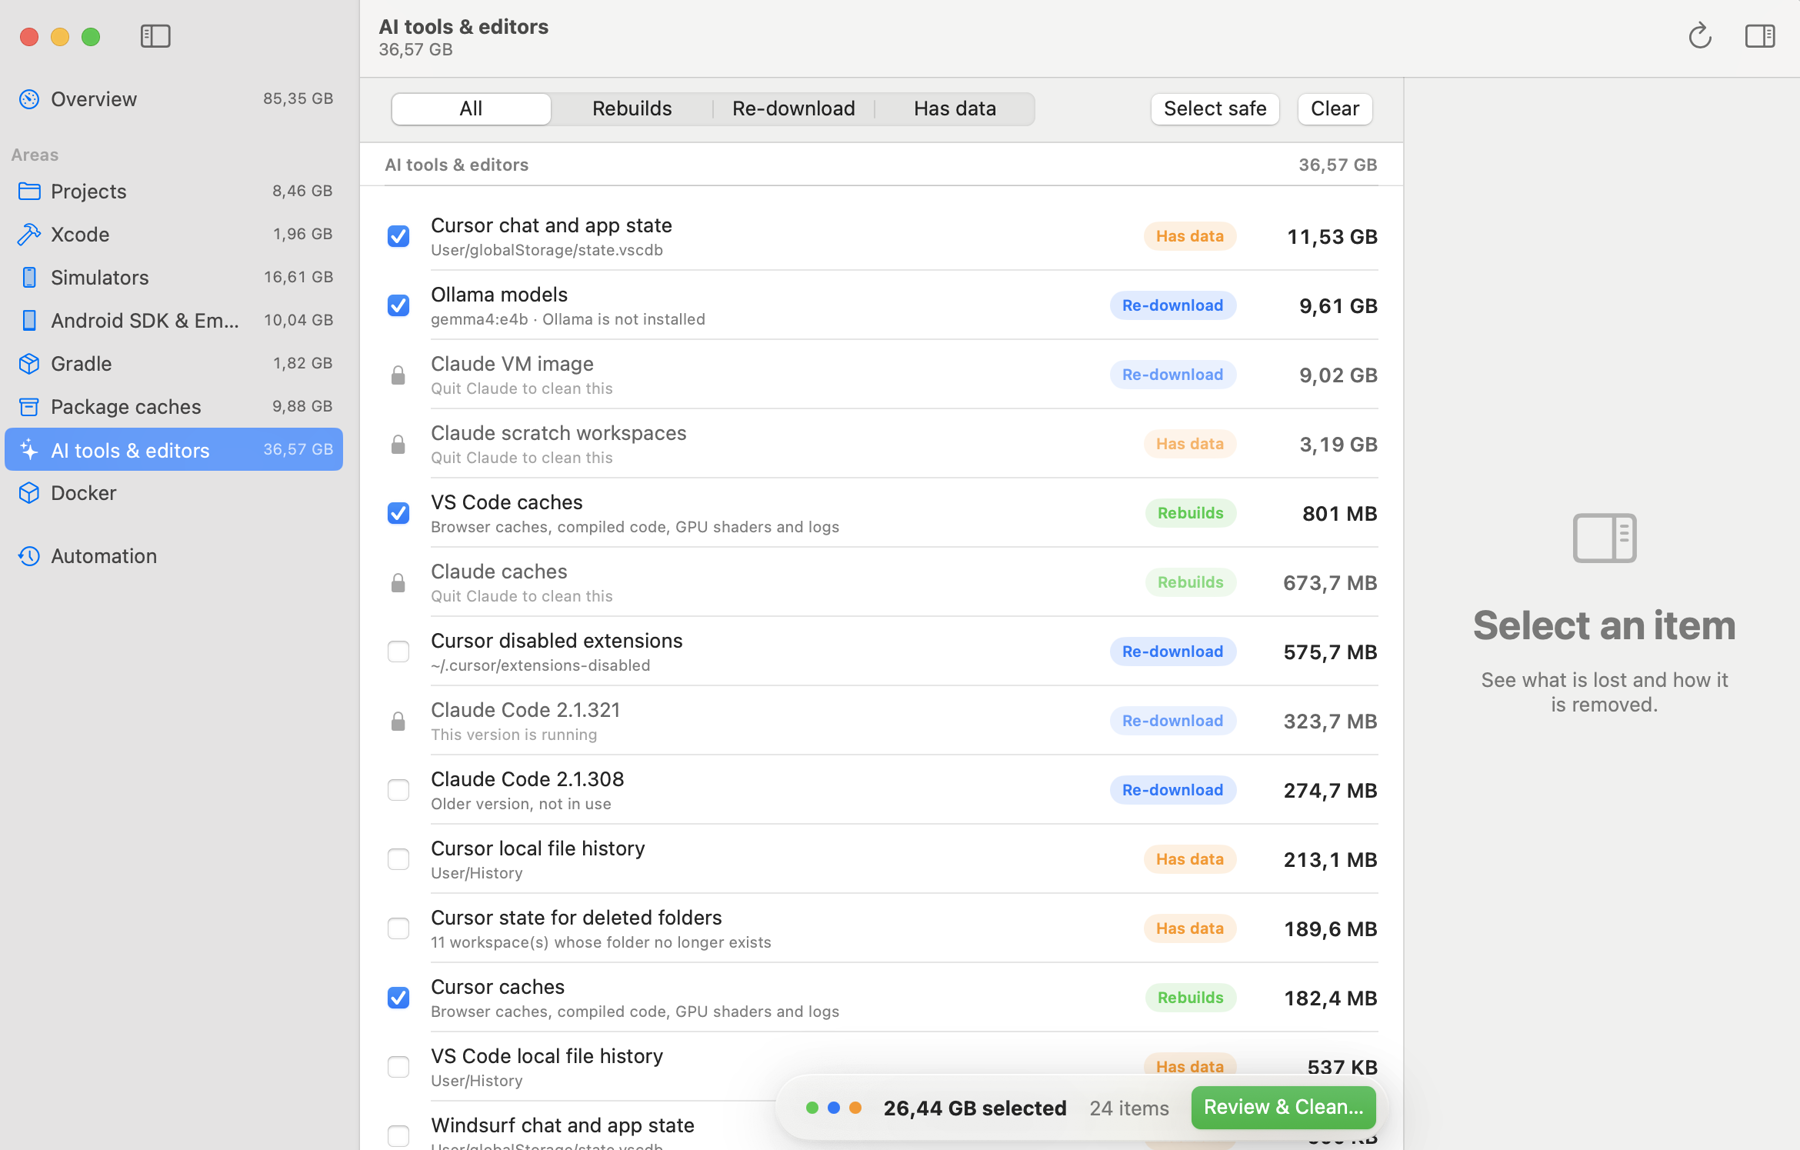 AI tools & editors
36,57 GB
Overview 85,35 GB
Areas
Projects 8,46 GB
Xcode 1,96 GB
Simulators 16,61 GB
Android SDK & Em... 10,04 GB
Gradle 1,82 GB
Package caches 9,88 GB
AI tools & editors 36,57 GB
Docker
Automation
All Rebuilds Re-download Has data Select safe Clear
AI tools & editors 36,57 GB
Cursor chat and app state
User/globalStorage/state.vscdb
Has data 11,53 GB
Ollama models
gemma4:e4b · Ollama is not installed
Re-download 9,61 GB
Claude VM image
Quit Claude to clean this
Re-download 9,02 GB
Claude scratch workspaces
Quit Claude to clean this
Has data 3,19 GB
VS Code caches
Browser caches, compiled code, GPU shaders and logs
Rebuilds 801 MB
Claude caches
Quit Claude to clean this
Rebuilds 673,7 MB
Cursor disabled extensions
~/.cursor/extensions-disabled
Re-download 575,7 MB
Claude Code 2.1.321
This version is running
Re-download 323,7 MB
Claude Code 2.1.308
Older version, not in use
Re-download 274,7 MB
Cursor local file history
User/History
Has data 213,1 MB
Cursor state for deleted folders
11 workspace(s) whose folder no longer exists
Has data 189,6 MB
Cursor caches
Browser caches, compiled code, GPU shaders and logs
Rebuilds 182,4 MB
VS Code local file history
User/History
Has data 537 KB
Windsurf chat and app state
User/globalStorage/state.vscdb
26,44 GB selected 24 items Review & Clean...
Select an item
See what is lost and how it
is removed.